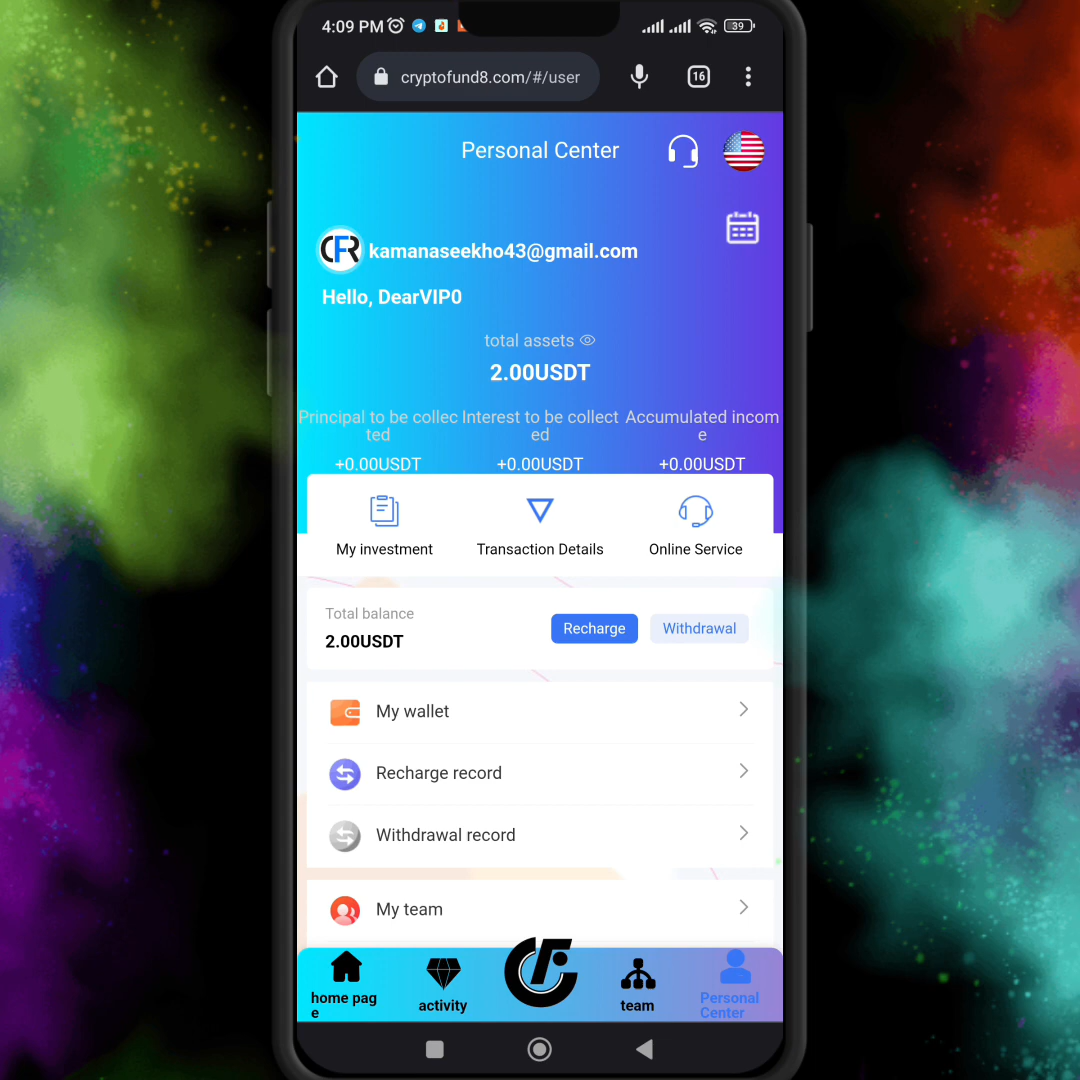 4:09 PM
39
cryptofund8.com/#/user
16
Personal Center
CFR
kamanaseekho43@gmail.com
Hello, DearVIP0
total assets
2.00USDT
Principal to be collec
ted
Interest to be collect
ed
Accumulated incom
e
+0.00USDT
+0.00USDT
+0.00USDT
My investment
Transaction Details
Online Service
Total balance
2.00USDT
Recharge
Withdrawal
My wallet
Recharge record
Withdrawal record
My team
home pag
e
activity
team
Personal
Center